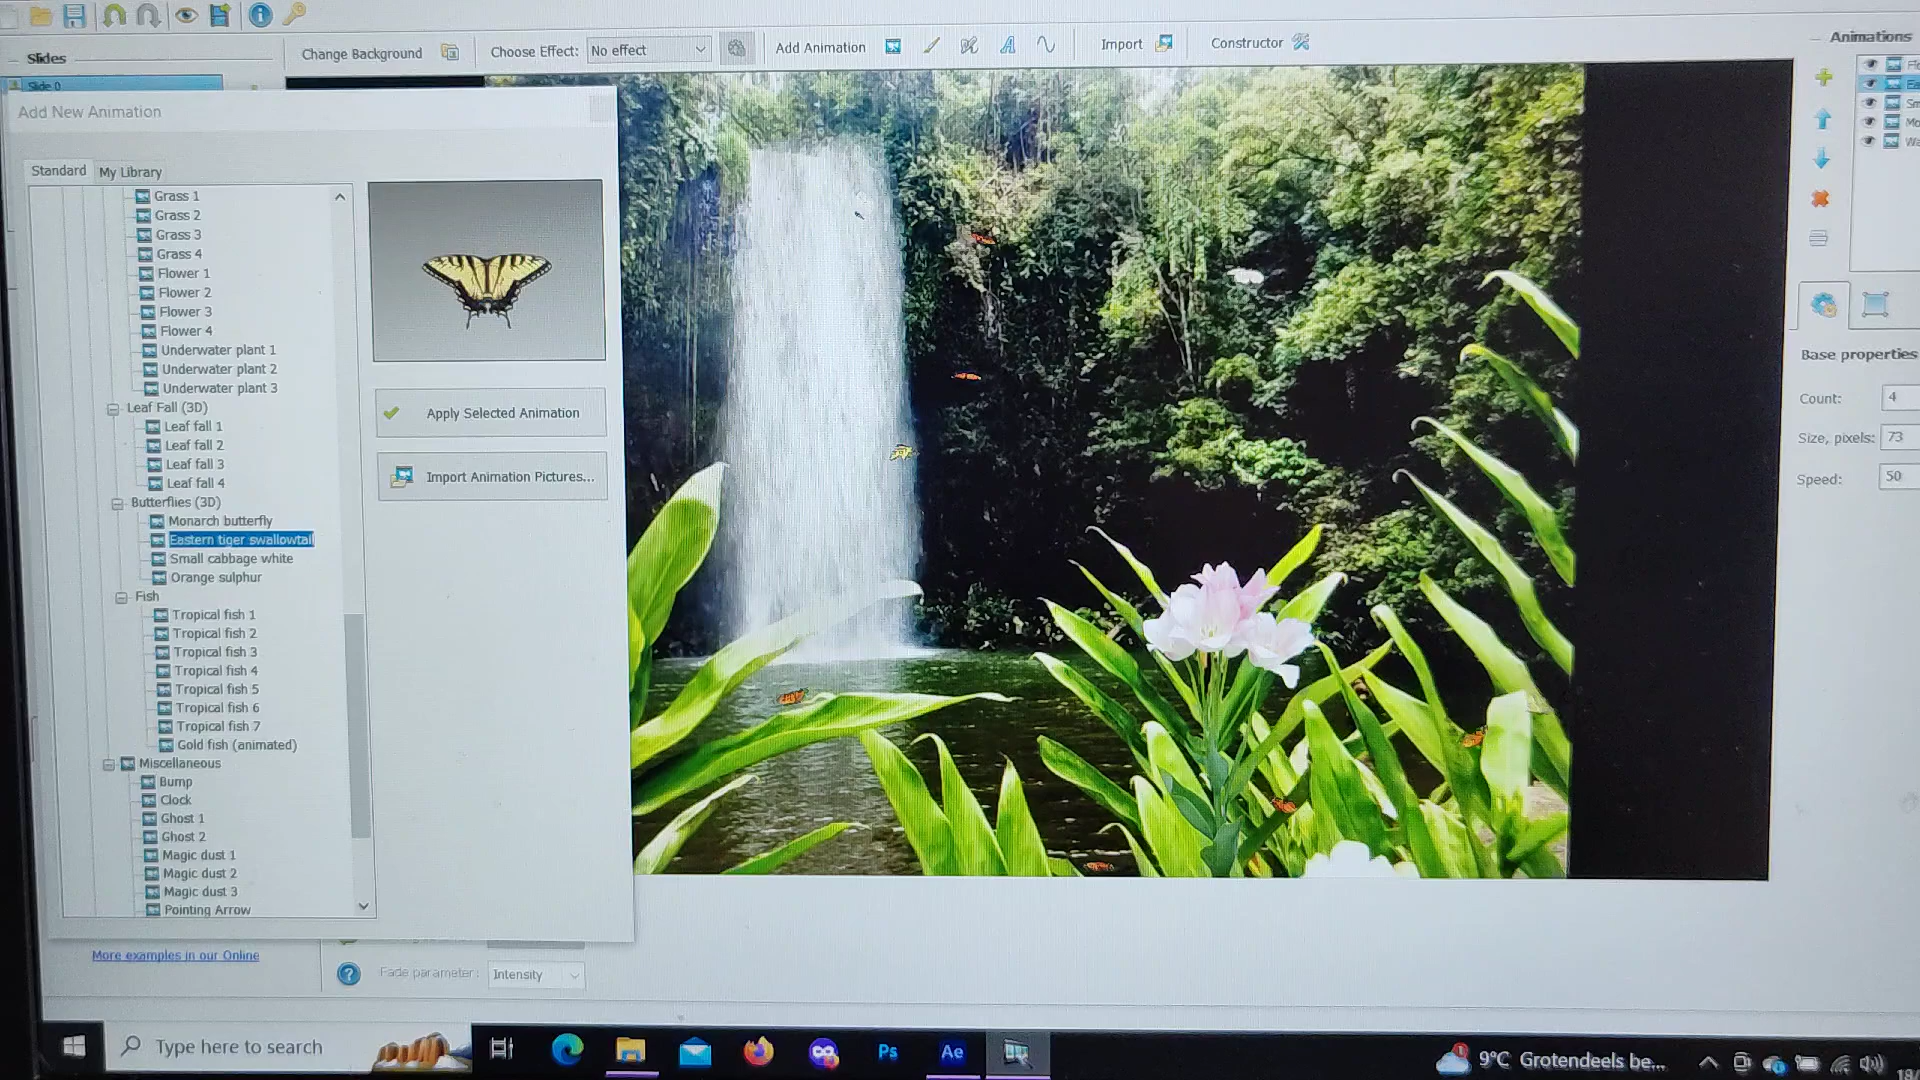 Slides
Change Background
Choose Effect:
No effect
Add Animation
Import
Constructor
Animations
Slide 0
Add New Animation
Standard
My Library
Grass 1
Grass 2
Grass 3
Grass 4
Flower 1
Flower 2
Flower 3
Flower 4
Underwater plant 1
Underwater plant 2
Underwater plant 3
Leaf Fall (3D)
Leaf fall 1
Leaf fall 2
Leaf fall 3
Leaf fall 4
Butterflies (3D)
Monarch butterfly
Eastern tiger swallowtail
Small cabbage white
Orange sulphur
Fish
Tropical fish 1
Tropical fish 2
Tropical fish 3
Tropical fish 4
Tropical fish 5
Tropical fish 6
Tropical fish 7
Gold fish (animated)
Miscellaneous
Bump
Clock
Ghost 1
Ghost 2
Magic dust 1
Magic dust 2
Magic dust 3
Pointing Arrow
Apply Selected Animation
Import Animation Pictures...
Flo
Ea
Sm
Mo
Wa
Base properties
Count: 4
Size, pixels: 73
Speed: 50
More examples in our Online
Fade parameter: Intensity
Type here to search
Ps
Ae
1
9°C Grotendeels be...
18/